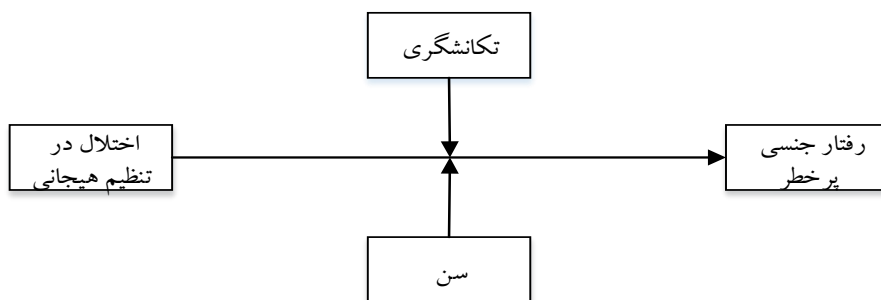 تکانشگری
اختلال در
تنظیم هیجانی
رفتار جنسی
پرخطر
سن